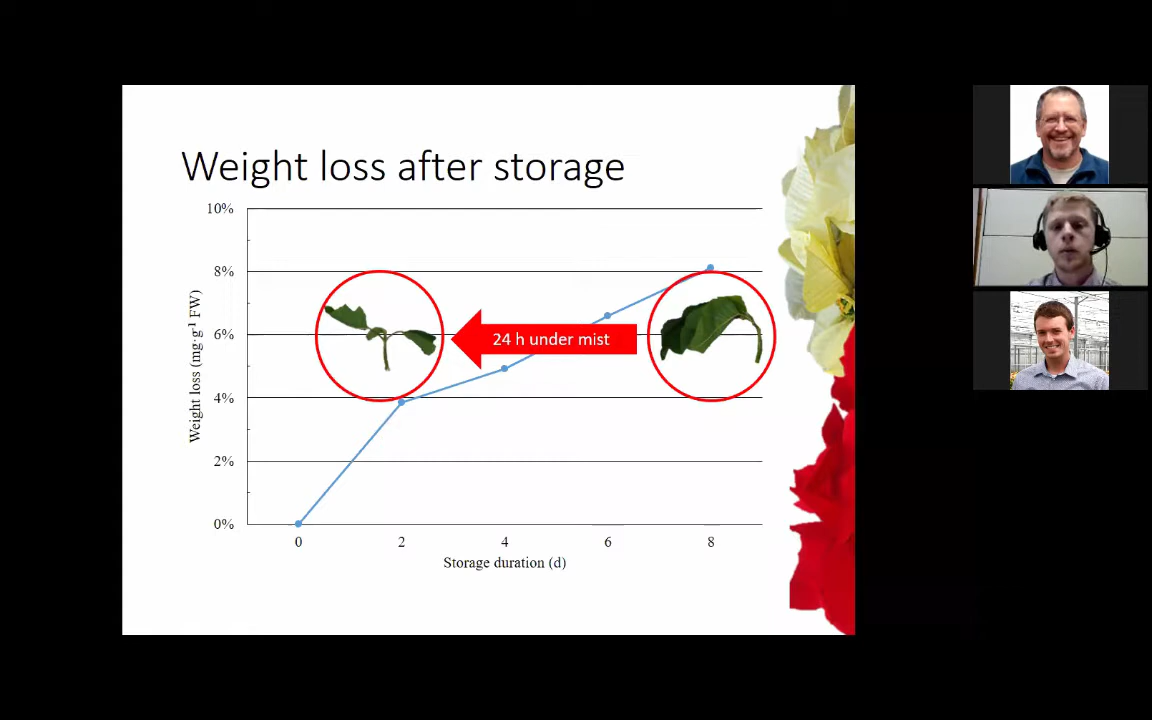 Weight loss after storage
10%
8%
6%
4%
2%
0%
Weight loss (mg·g⁻¹ FW)
24 h under mist
0 2 4 6 8
Storage duration (d)